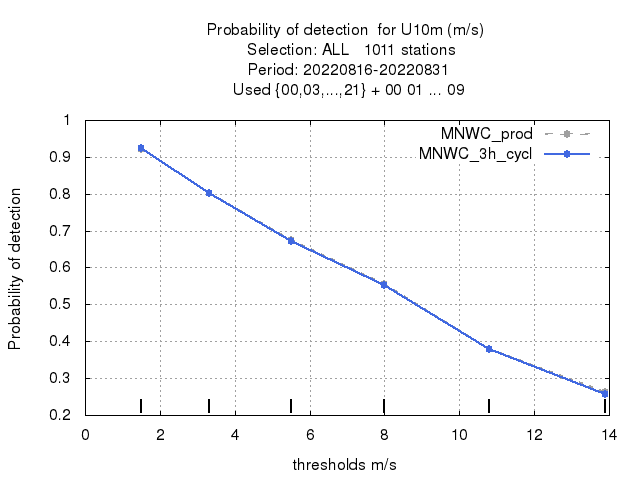 Probability of detection  for U10m (m/s)
Selection: ALL   1011 stations
Period: 20220816-20220831
Used {00,03,...,21} + 00 01 ... 09
MNWC_prod
MNWC_3h_cycl
1
0.9
0.8
0.7
0.6
0.5
0.4
0.3
0.2
Probability of detection
0 2 4 6 8 10 12 14
thresholds m/s